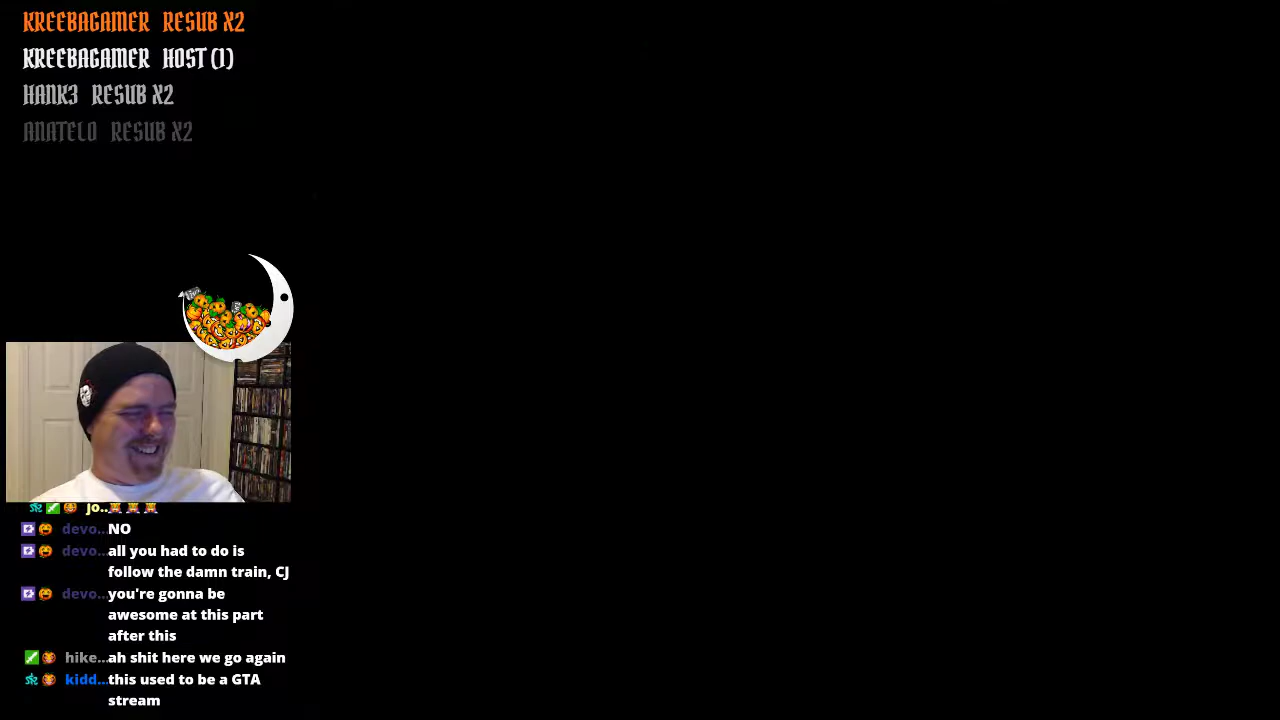 KREEBAGAMER RESUB X2
KREEBAGAMER HOST (1)
HANK3 RESUB X2
ANATELO RESUB X2
jo..
devo... NO
devo... all you had to do is
follow the damn train, CJ
devo... you're gonna be
awesome at this part
after this
hike... ah shit here we go again
kidd... this used to be a GTA
stream